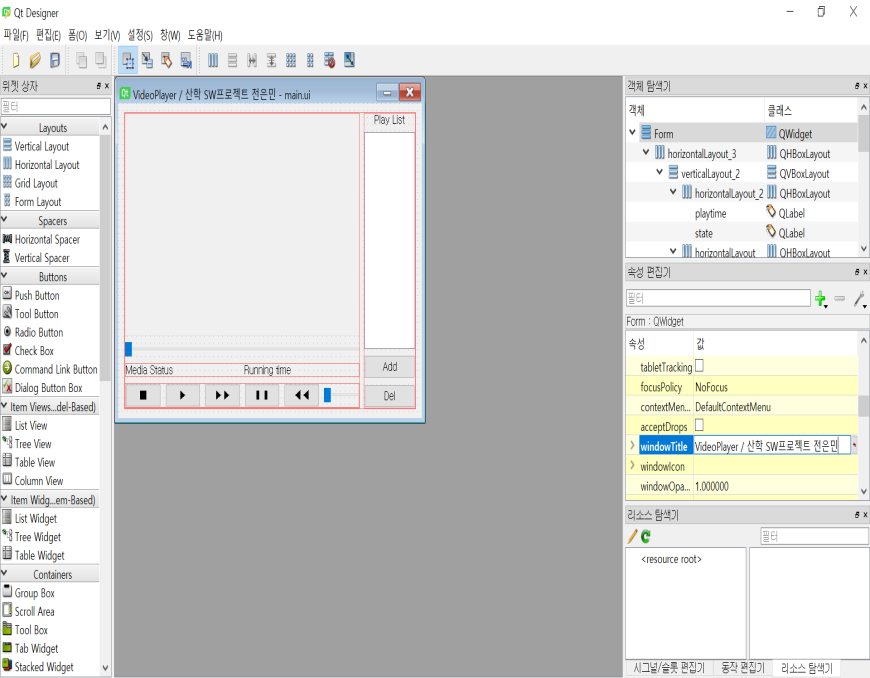 Qt Designer
파일(F) 편집(E) 폼(O) 보기(V) 설정(S) 창(W) 도움말(H)
위젯 상자
필터
Layouts
Vertical Layout
Horizontal Layout
Grid Layout
Form Layout
Spacers
Horizontal Spacer
Vertical Spacer
Buttons
Push Button
Tool Button
Radio Button
Check Box
Command Link Button
Dialog Button Box
Item Views...del-Based)
List View
Tree View
Table View
Column View
Item Widg...em-Based)
List Widget
Tree Widget
Table Widget
Containers
Group Box
Scroll Area
Tool Box
Tab Widget
Stacked Widget
VideoPlayer / 산학 SW프로젝트 전은민 - main.ui
Play List
Media Status Running time
Add
Del
객체 탐색기
객체 클래스
Form QWidget
horizontalLayout_3 QHBoxLayout
verticalLayout_2 QVBoxLayout
horizontalLayout_2 QHBoxLayout
playtime QLabel
state QLabel
horizontalLayout QHBoxLayout
속성 편집기
필터
Form : QWidget
속성 값
tabletTracking
focusPolicy NoFocus
contextMen... DefaultContextMenu
acceptDrops
windowTitle VideoPlayer / 산학 SW프로젝트 전은민
windowIcon
windowOpa... 1.000000
리소스 탐색기
필터
<resource root>
시그널/슬롯 편집기 동작 편집기 리소스 탐색기